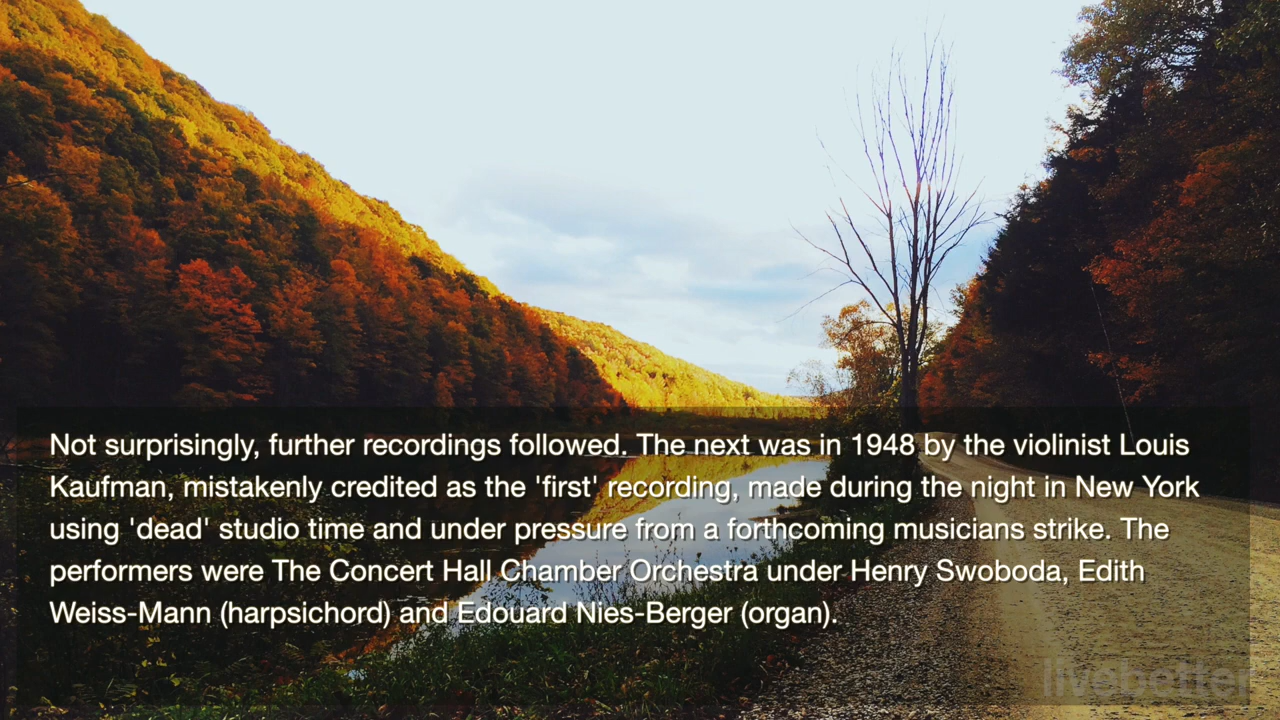 Not surprisingly, further recordings followed. The next was in 1948 by the violinist Louis
Kaufman, mistakenly credited as the 'first' recording, made during the night in New York
using 'dead' studio time and under pressure from a forthcoming musicians strike. The
performers were The Concert Hall Chamber Orchestra under Henry Swoboda, Edith
Weiss-Mann (harpsichord) and Edouard Nies-Berger (organ).
livebetter